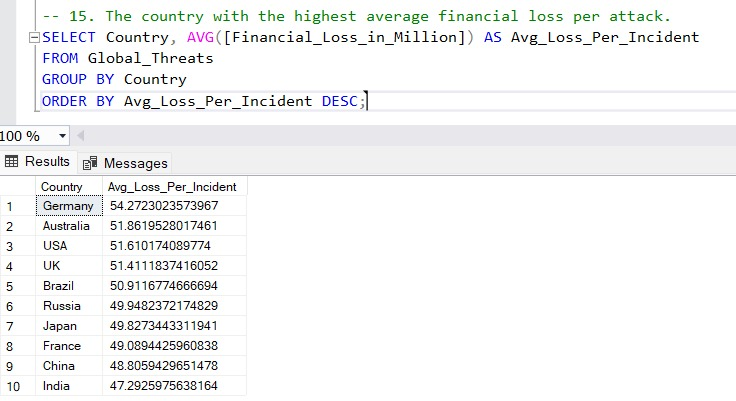 -- 15. The country with the highest average financial loss per attack.
SELECT Country, AVG([Financial_Loss_in_Million]) AS Avg_Loss_Per_Incident
FROM Global_Threats
GROUP BY Country
ORDER BY Avg_Loss_Per_Incident DESC;
100 %
Results Messages
Country Avg_Loss_Per_Incident
1 Germany 54.2723023573967
2 Australia 51.8619528017461
3 USA 51.610174089774
4 UK 51.4111837416052
5 Brazil 50.9116774666694
6 Russia 49.9482372174829
7 Japan 49.8273443311941
8 France 49.0894425960838
9 China 48.8059429651478
10 India 47.2925975638164